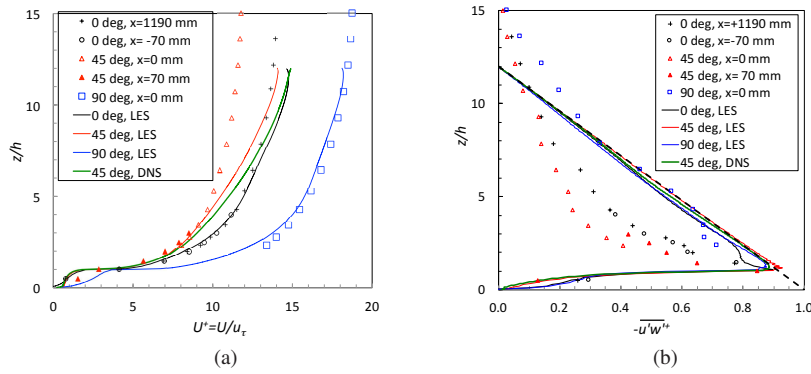 0 deg, x=1190 mm
0 deg, x= -70 mm
45 deg, x=0 mm
45 deg, x=70 mm
90 deg, x=0 mm
0 deg, LES
45 deg, LES
90 deg, LES
45 deg, DNS
15
10
5
0
z/h
0 5 10 15 20
U⁺=U/uτ
(a)
0 deg, x=+1190 mm
0 deg, x=-70 mm
45 deg, x=0 mm
45 deg, x= 70 mm
90 deg, x=0 mm
0 deg, LES
45 deg, LES
90 deg, LES
45 deg, DNS
15
10
5
0
z/h
0.0 0.2 0.4 0.6 0.8 1.0
-u'w'⁺
(b)